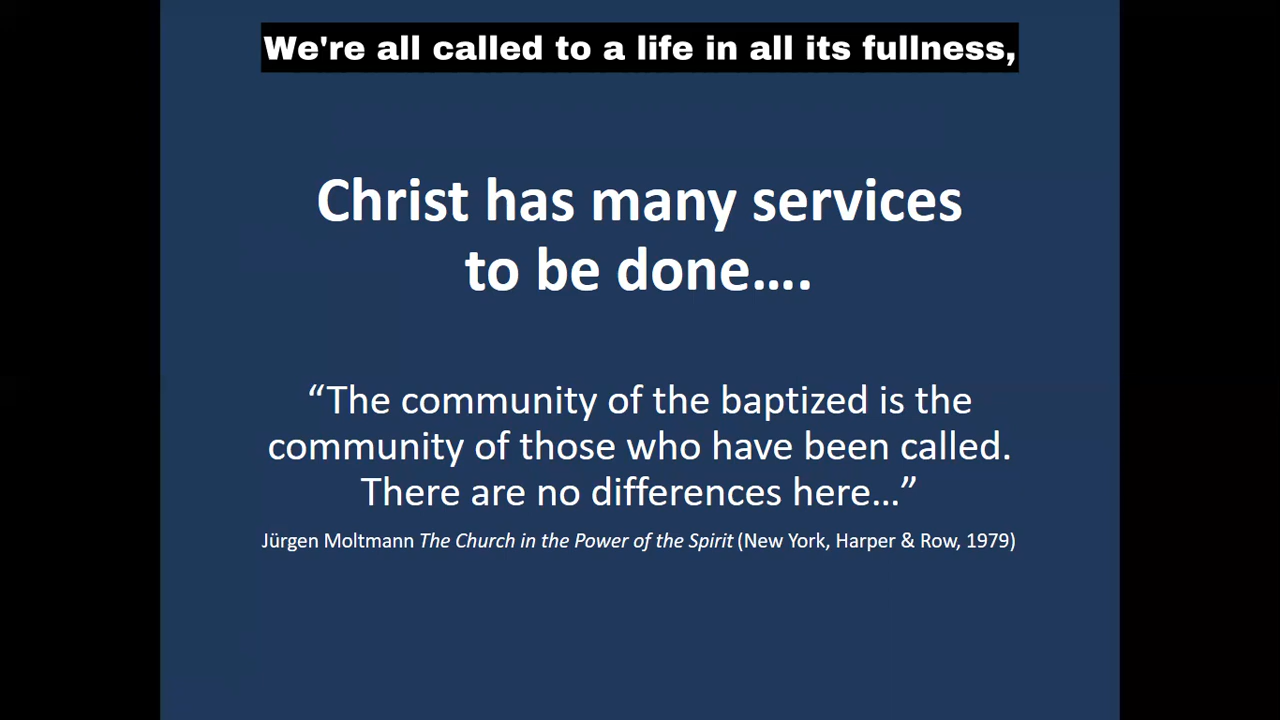 We're all called to a life in all its fullness,
Christ has many services
to be done….
“The community of the baptized is the
community of those who have been called.
There are no differences here…”
Jürgen Moltmann The Church in the Power of the Spirit (New York, Harper & Row, 1979)